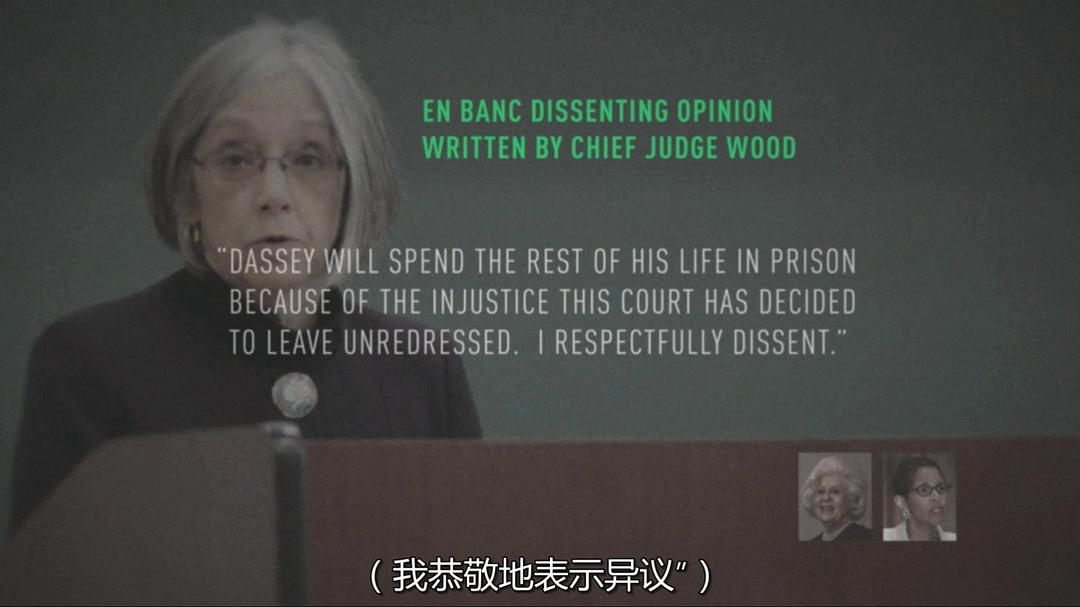 EN BANC DISSENTING OPINION
WRITTEN BY CHIEF JUDGE WOOD
"DASSEY WILL SPEND THE REST OF HIS LIFE IN PRISON
BECAUSE OF THE INJUSTICE THIS COURT HAS DECIDED
TO LEAVE UNREDRESSED. I RESPECTFULLY DISSENT."
(我恭敬地表示异议”)